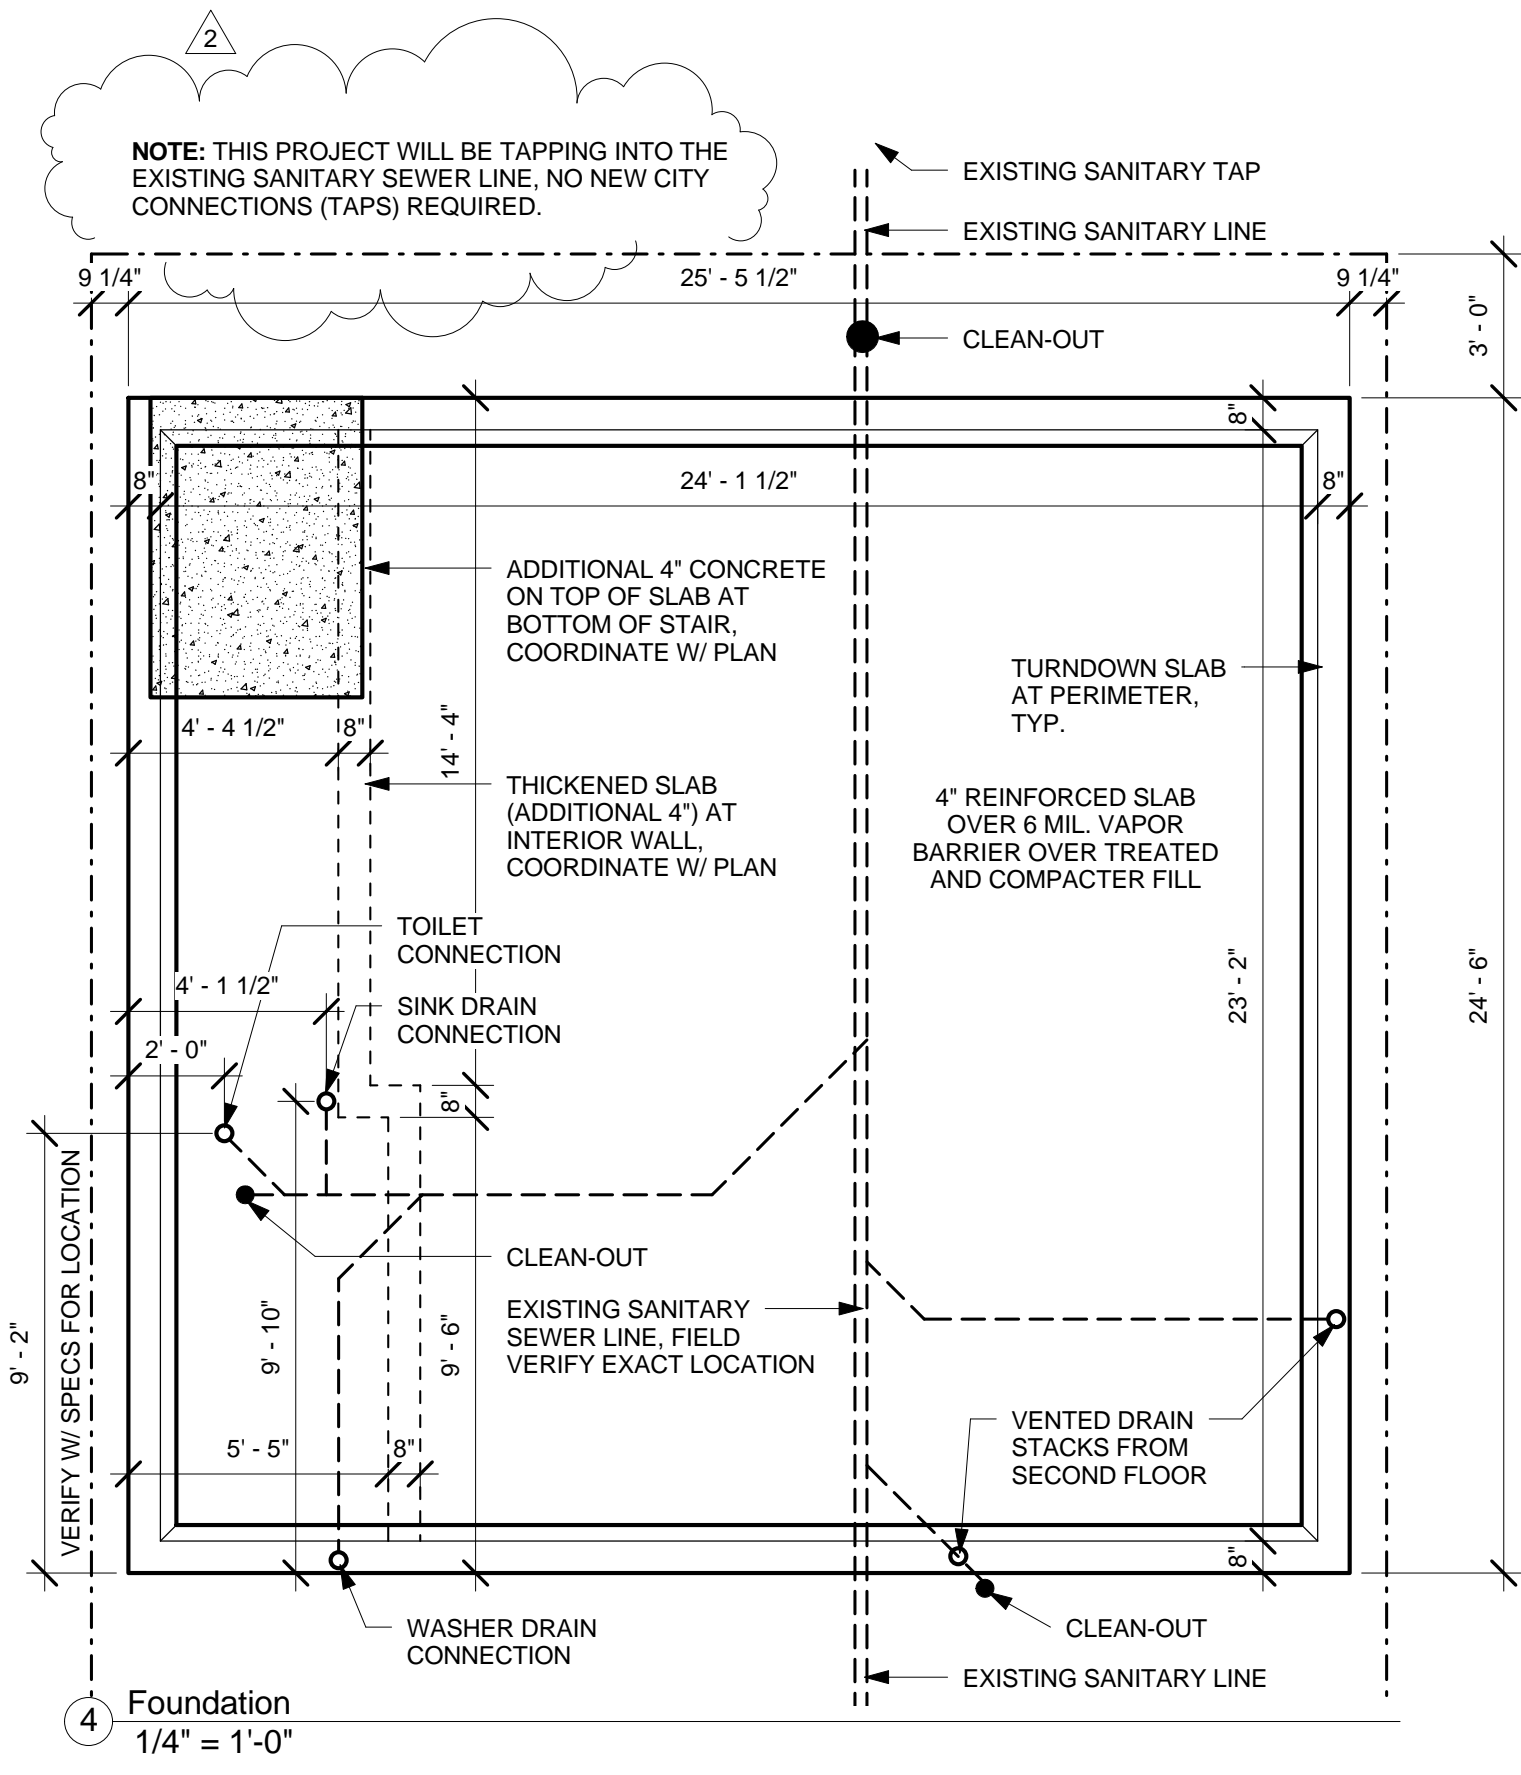 2
NOTE: THIS PROJECT WILL BE TAPPING INTO THE
EXISTING SANITARY SEWER LINE, NO NEW CITY
CONNECTIONS (TAPS) REQUIRED.
EXISTING SANITARY TAP
EXISTING SANITARY LINE
9 1/4"
25' - 5 1/2"
9 1/4"
3' - 0"
CLEAN-OUT
8"
8"
24' - 1 1/2"
8"
ADDITIONAL 4" CONCRETE
ON TOP OF SLAB AT
BOTTOM OF STAIR,
COORDINATE W/ PLAN
TURNDOWN SLAB
AT PERIMETER,
TYP.
4' - 4 1/2"
8"
14' - 4"
THICKENED SLAB
(ADDITIONAL 4") AT
INTERIOR WALL,
COORDINATE W/ PLAN
4" REINFORCED SLAB
OVER 6 MIL. VAPOR
BARRIER OVER TREATED
AND COMPACTER FILL
TOILET
CONNECTION
4' - 1 1/2"
SINK DRAIN
CONNECTION
23' - 2"
24' - 6"
2' - 0"
8"
VERIFY W/ SPECS FOR LOCATION
CLEAN-OUT
9' - 2"
9' - 10"
9' - 6"
EXISTING SANITARY
SEWER LINE, FIELD
VERIFY EXACT LOCATION
5' - 5"
8"
VENTED DRAIN
STACKS FROM
SECOND FLOOR
8"
WASHER DRAIN
CONNECTION
CLEAN-OUT
EXISTING SANITARY LINE
4
Foundation
1/4" = 1'-0"